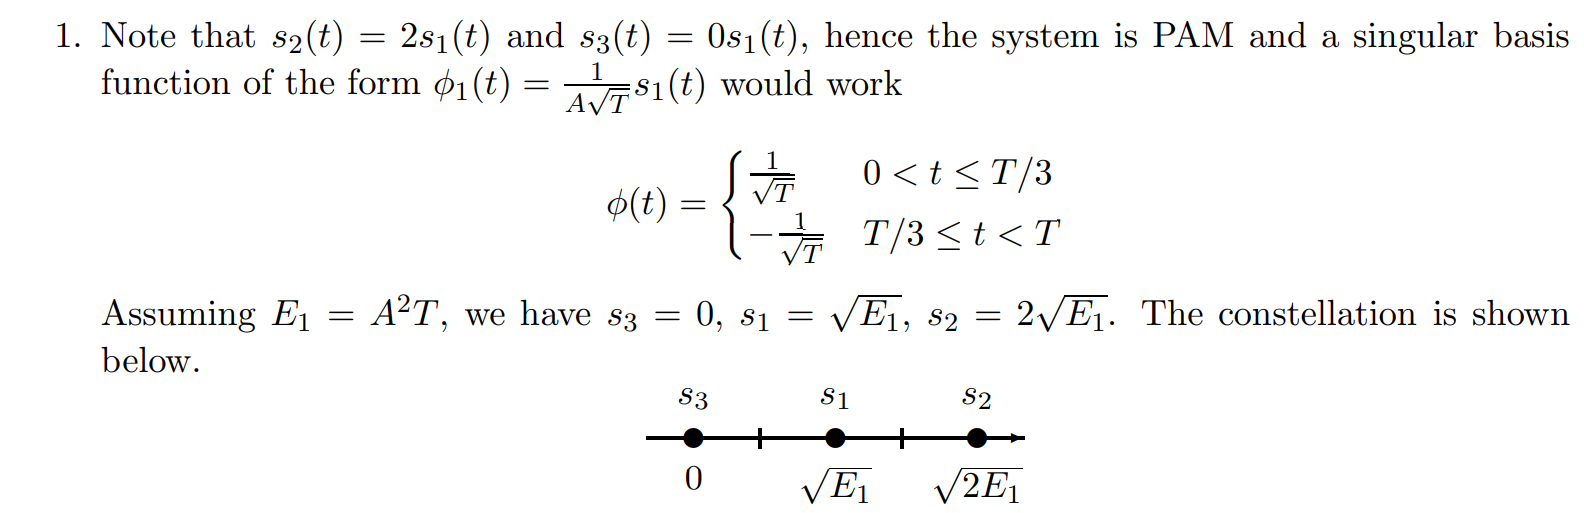 1. Note that s₂(t) = 2s₁(t) and s₃(t) = 0s₁(t), hence the system is PAM and a singular basis
function of the form ϕ₁(t) = 1/(A√T) s₁(t) would work
ϕ(t) = { 1/√T 0 < t ≤ T/3
−1/√T T/3 ≤ t < T
Assuming E₁ = A²T, we have s₃ = 0, s₁ = √E₁, s₂ = 2√E₁. The constellation is shown
below.
s₃ s₁ s₂
0 √E₁ √2E₁